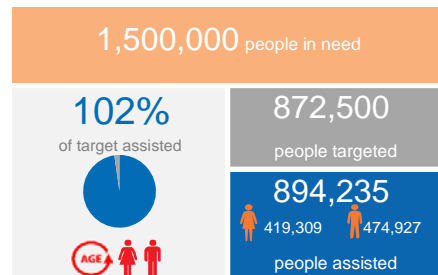 1,500,000 people in need
102%
of target assisted
AGE
872,500
people targeted
894,235
419,309 474,927
people assisted